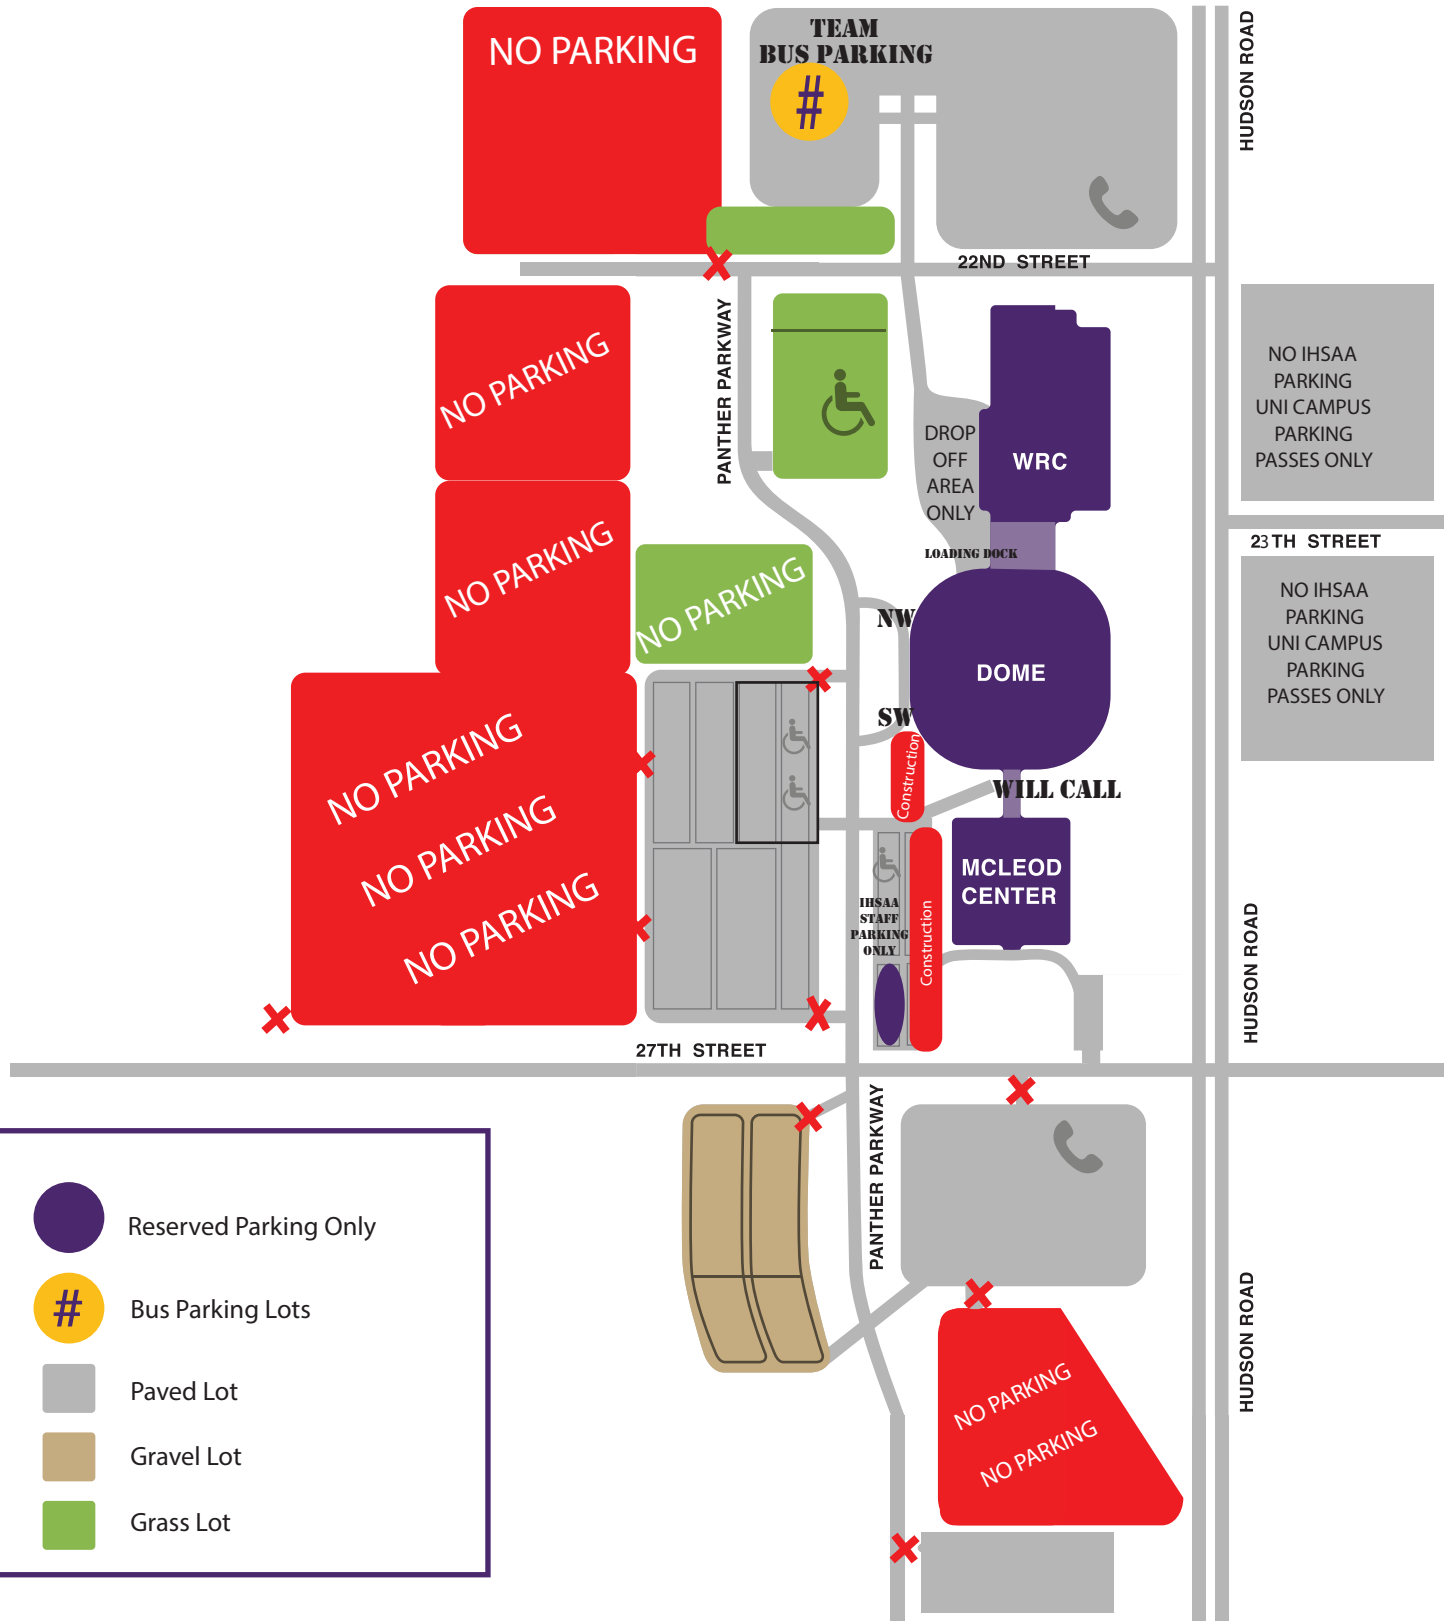 NO PARKING
TEAM
BUS PARKING
#
HUDSON ROAD
22ND STREET
NO PARKING
PANTHER PARKWAY
DROP
OFF
AREA
ONLY
WRC
NO IHSAA
PARKING
UNI CAMPUS
PARKING
PASSES ONLY
23TH STREET
LOADING DOCK
NO PARKING
NO PARKING
NW
DOME
NO IHSAA
PARKING
UNI CAMPUS
PARKING
PASSES ONLY
SW
Construction
WILL CALL
NO PARKING
NO PARKING
NO PARKING
MCLEOD
CENTER
IHSAA
STAFF
PARKING
ONLY
Construction
HUDSON ROAD
27TH STREET
PANTHER PARKWAY
Reserved Parking Only
# Bus Parking Lots
Paved Lot
Gravel Lot
Grass Lot
HUDSON ROAD
NO PARKING
NO PARKING